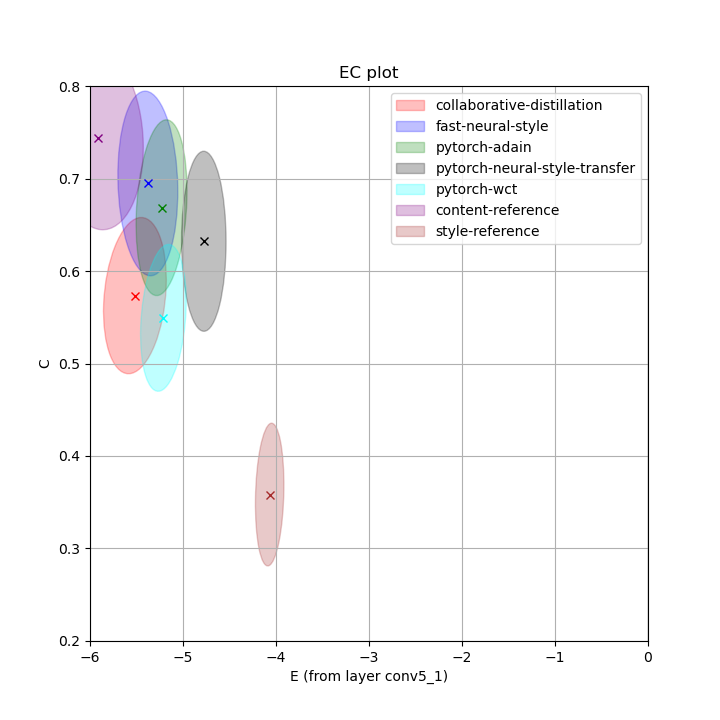 EC plot
collaborative-distillation
fast-neural-style
pytorch-adain
pytorch-neural-style-transfer
pytorch-wct
content-reference
style-reference
0.8
0.7
0.6
0.5
0.4
0.3
0.2
C
−6
−5
−4
−3
−2
−1
0
E (from layer conv5_1)